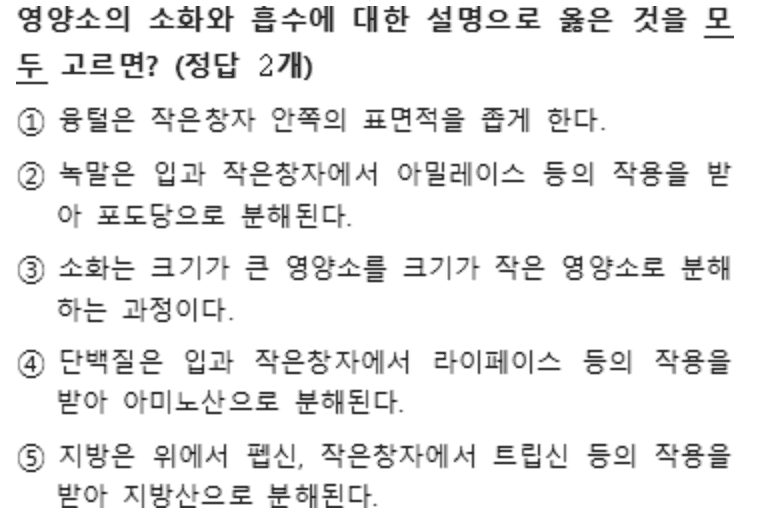 영양소의 소화와 흡수에 대한 설명으로 옳은 것을 모
두 고르면? (정답 2개)
① 융털은 작은창자 안쪽의 표면적을 좁게 한다.
② 녹말은 입과 작은창자에서 아밀레이스 등의 작용을 받
아 포도당으로 분해된다.
③ 소화는 크기가 큰 영양소를 크기가 작은 영양소로 분해
하는 과정이다.
④ 단백질은 입과 작은창자에서 라이페이스 등의 작용을
받아 아미노산으로 분해된다.
⑤ 지방은 위에서 펩신, 작은창자에서 트립신 등의 작용을
받아 지방산으로 분해된다.